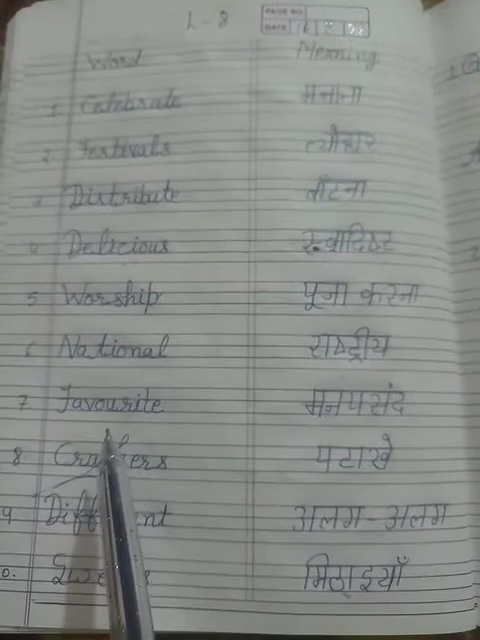 L-8
PAGE NO
DATE
Word Meaning
1 Celebrate मनाना
2 Festivals त्यौहार
3 Distribute बाँटना
4 Delicious स्वादिष्ट
5 Worship पूजा करना
6 National राष्ट्रीय
7 Favourite मनपसंद
8 पटाखे
9 अलग-अलग
10. मिठाइयाँ